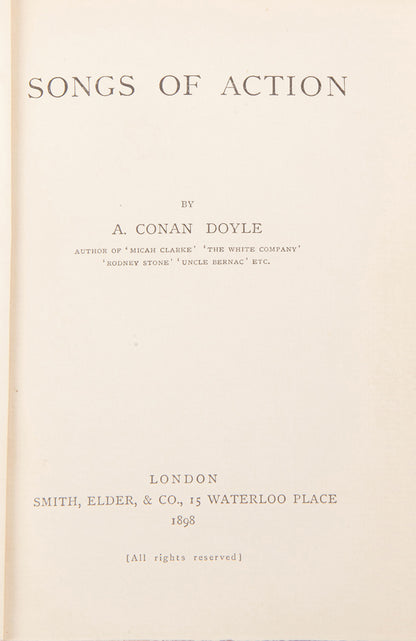 SONGS OF ACTION
BY
A. CONAN DOYLE
AUTHOR OF 'MICAH CLARKE' 'THE WHITE COMPANY'
'RODNEY STONE' 'UNCLE BERNAC' ETC.
LONDON
SMITH, ELDER, & CO., 15 WATERLOO PLACE
1898
[All rights reserved]